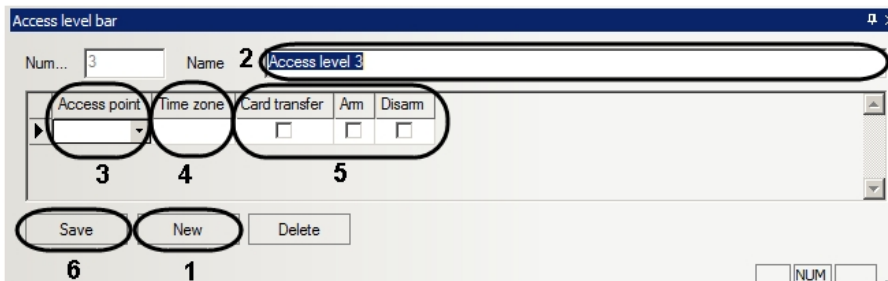 Access level bar
Num... 3 Name 2 Access level 3
Access point Time zone Card transfer Arm Disarm
3 4 5
Save New Delete
6 1 NUM